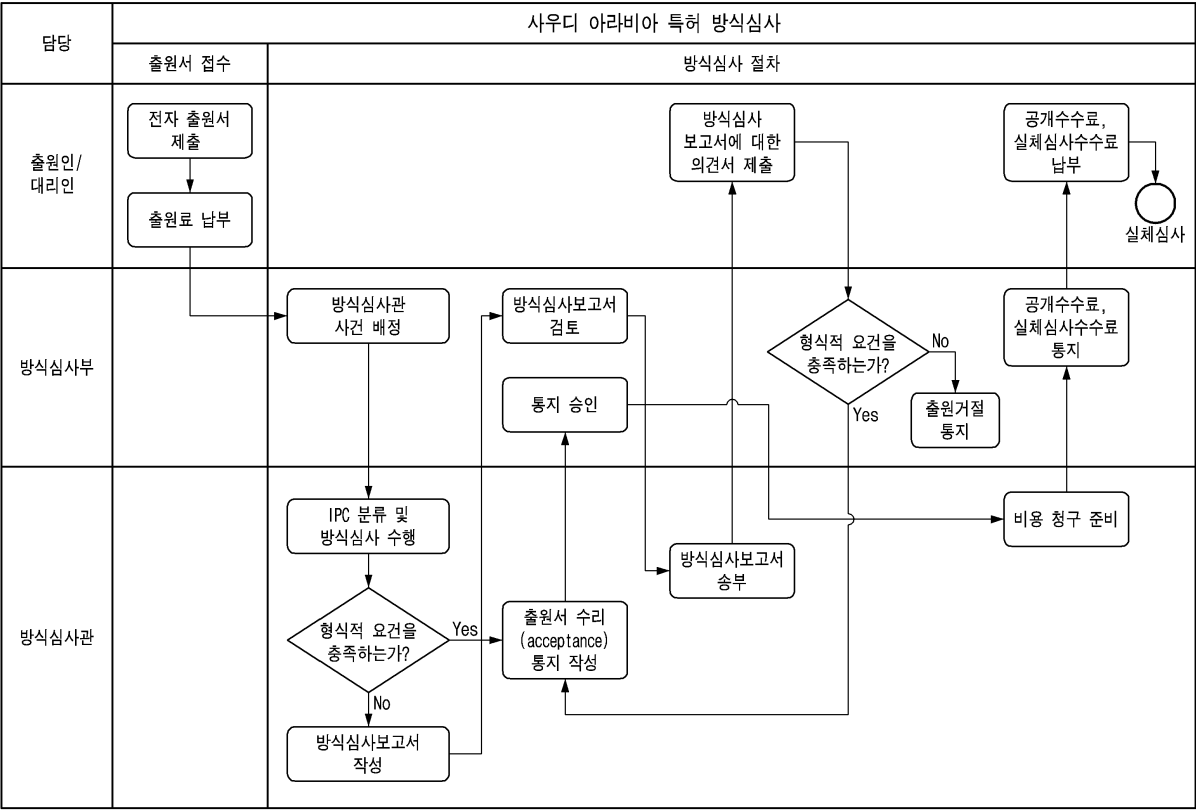 사우디 아라비아 특허 방식심사
담당
출원서 접수
방식심사 절차
출원인/
대리인
전자 출원서
제출
출원료 납부
방식심사
보고서에 대한
의견서 제출
공개수수료,
실체심사수수료
납부
실체심사
방식심사부
방식심사관
사건 배정
방식심사보고서
검토
통지 승인
형식적 요건을
충족하는가?
No
Yes
출원거절
통지
공개수수료,
실체심사수수료
통지
방식심사관
IPC 분류 및
방식심사 수행
형식적 요건을
충족하는가?
Yes
No
방식심사보고서
작성
출원서 수리
(acceptance)
통지 작성
방식심사보고서
송부
비용 청구 준비